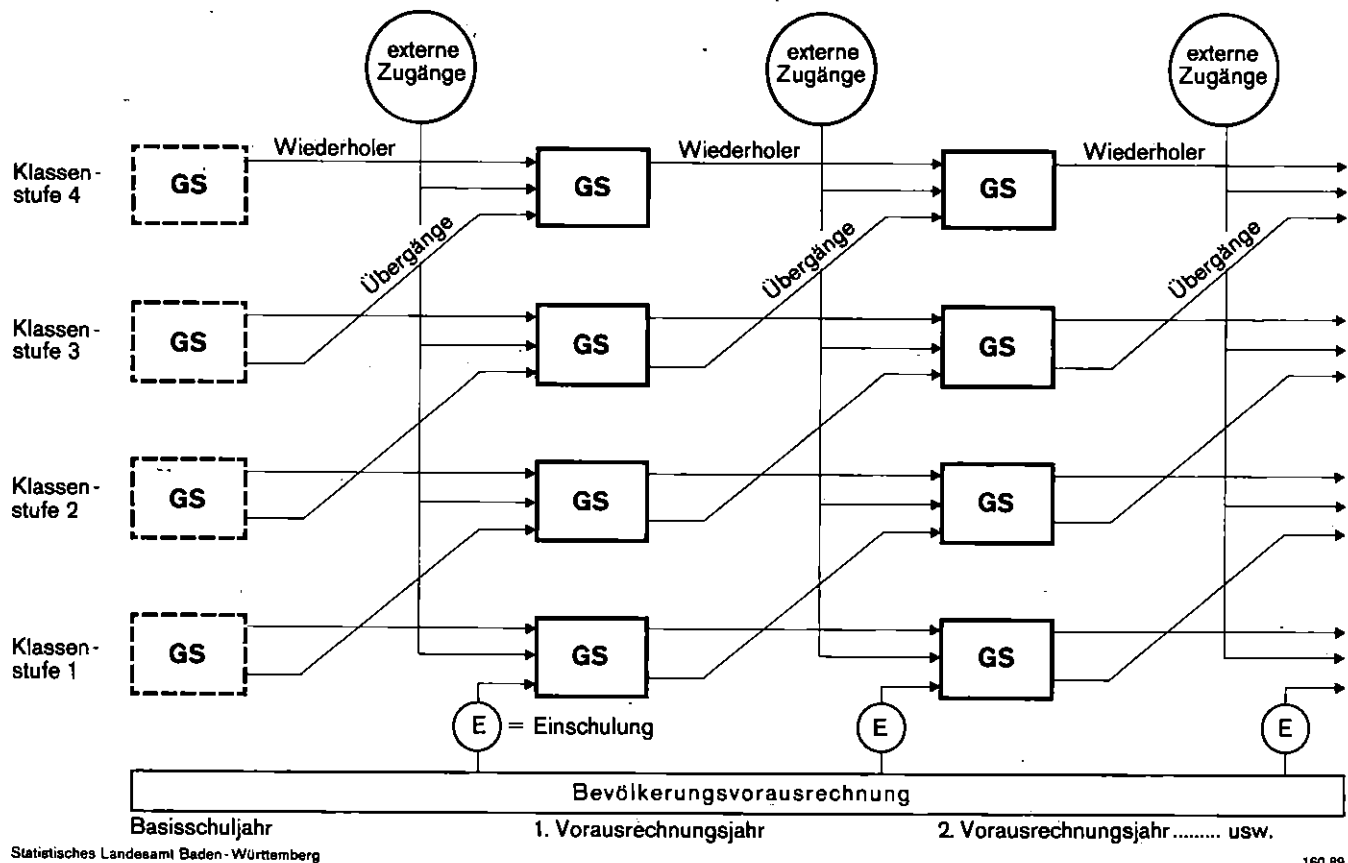 externe
Zugänge
externe
Zugänge
externe
Zugänge
Klassen-
stufe 4
GS
Wiederholer
GS
Wiederholer
GS
Wiederholer
Übergänge
Übergänge
Übergänge
Klassen-
stufe 3
GS
GS
GS
Klassen-
stufe 2
GS
GS
GS
Klassen-
stufe 1
GS
GS
GS
E = Einschulung
E
E
Bevölkerungsvorausrechnung
Basisschuljahr
1. Vorausrechnungsjahr
2. Vorausrechnungsjahr ......... usw.
Statistisches Landesamt Baden-Württemberg
160 89